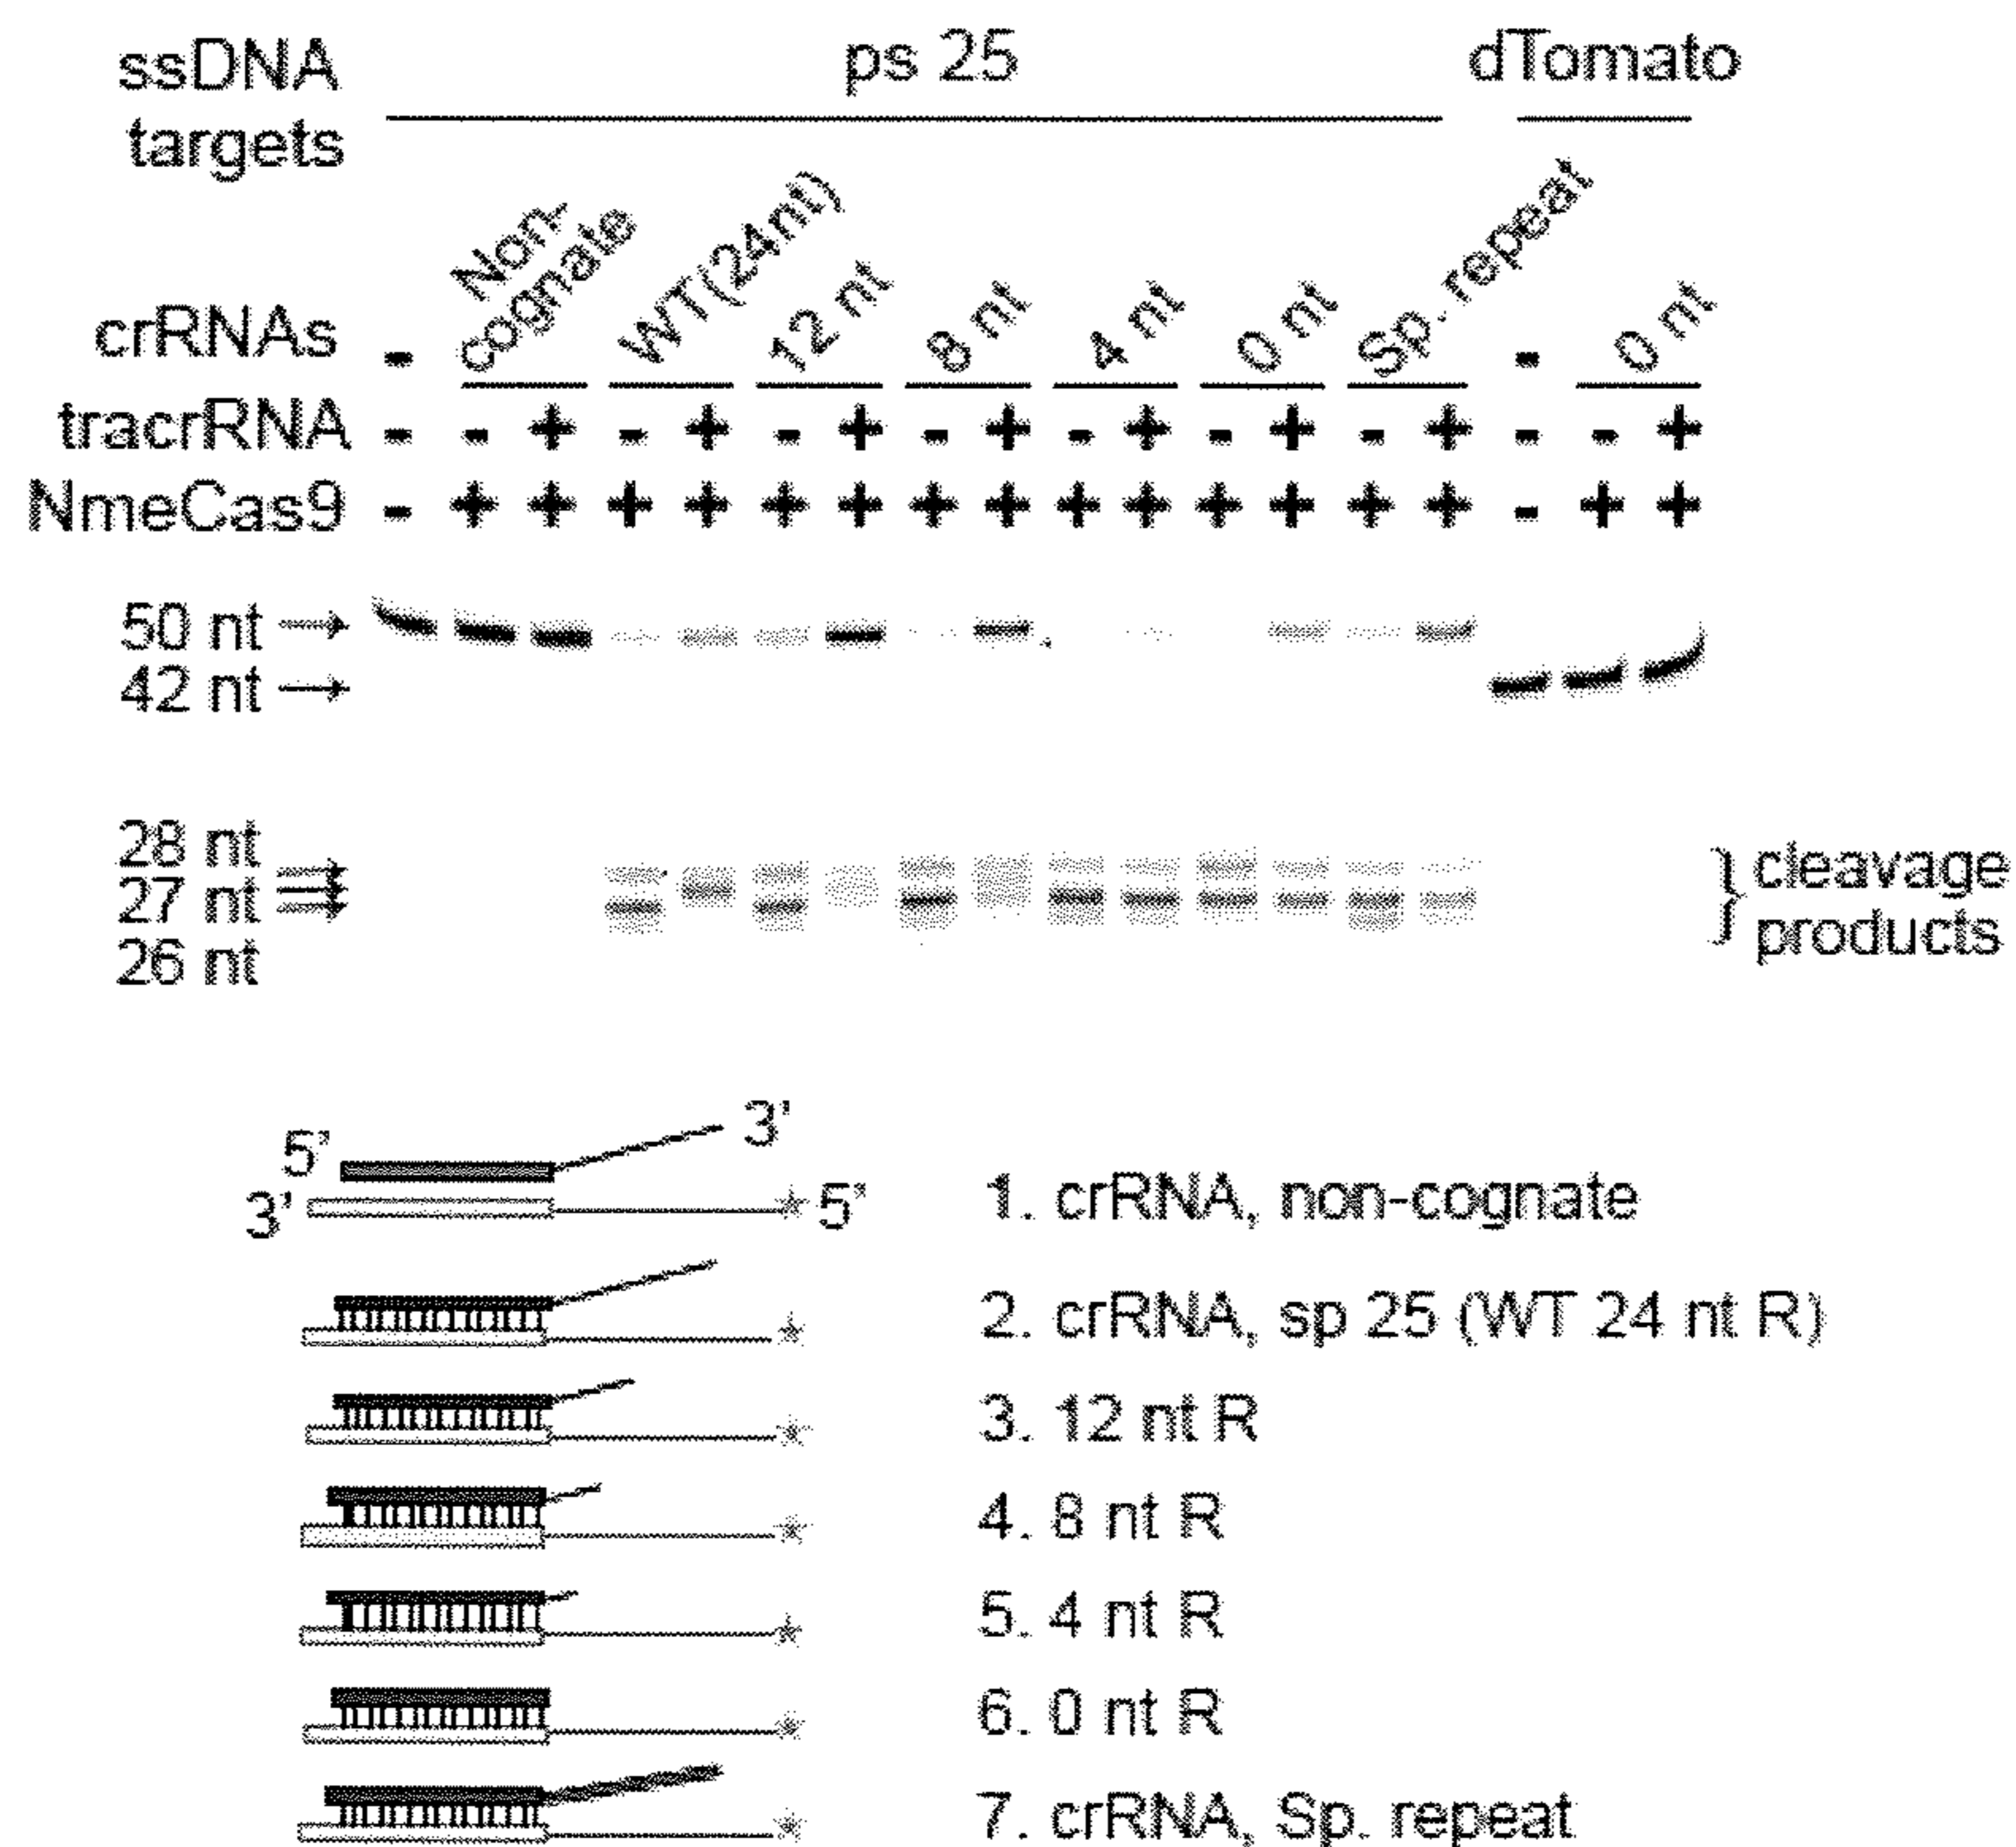 ssDNA targets
ps 25
dTomato
crRNAs - Non-cognate WT(24nt) 12 nt 8 nt 4 nt 0 nt Sp. repeat - 0 nt
tracrRNA - - + - + - + - + - + - + - + - - +
NmeCas9 - + + + + + + + + + + + + + + - + +
50 nt
42 nt
28 nt
27 nt
26 nt
} cleavage products
5' 3'
3' 5'
1. crRNA, non-cognate
2. crRNA, sp 25 (WT 24 nt R)
3. 12 nt R
4. 8 nt R
5. 4 nt R
6. 0 nt R
7. crRNA, Sp. repeat